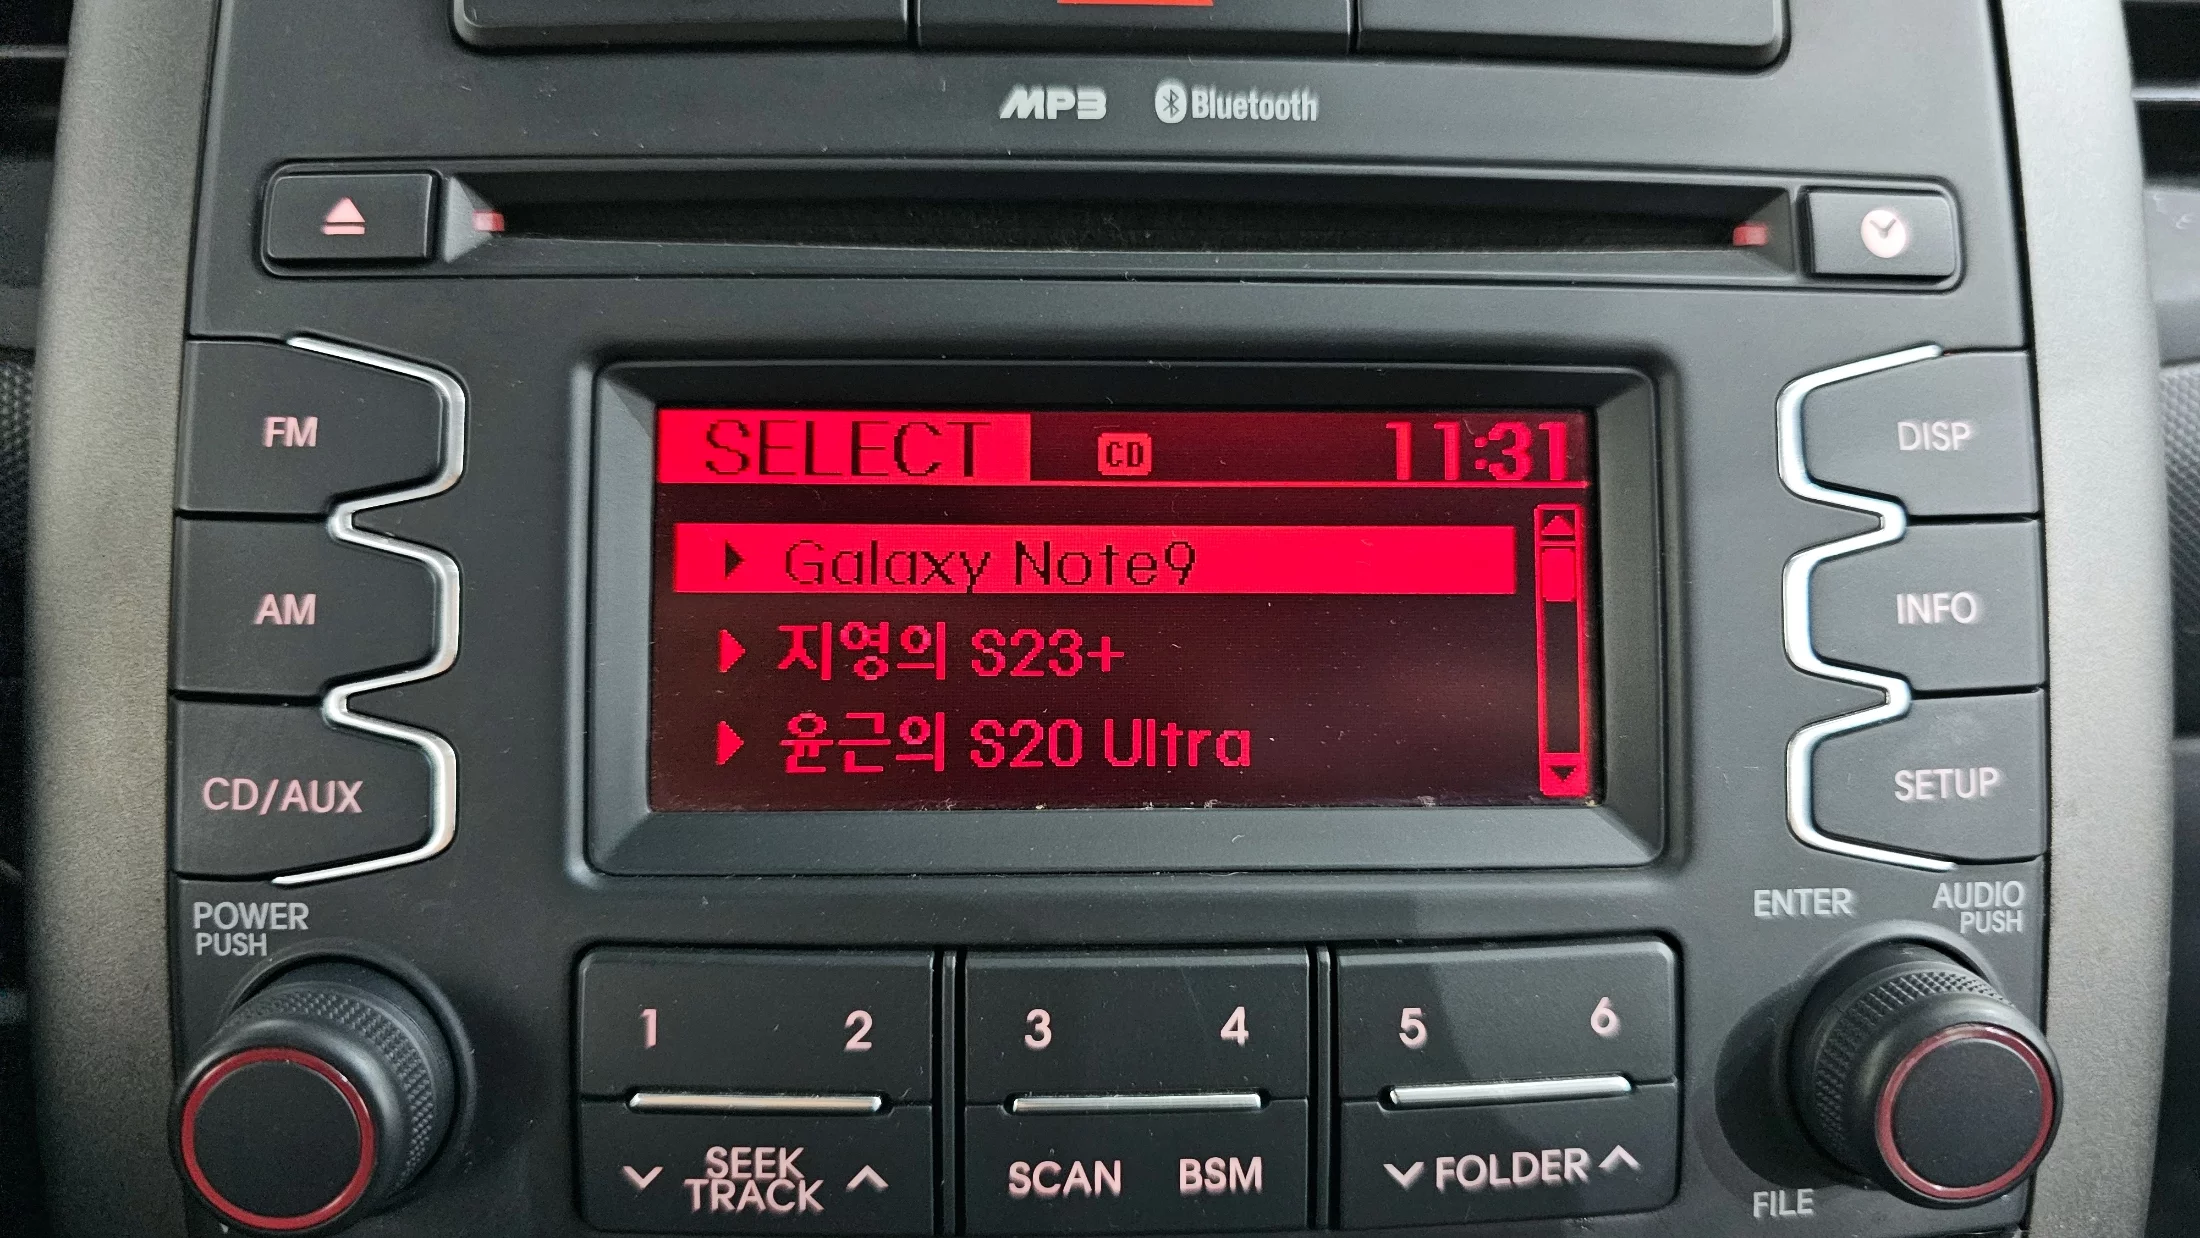 MP3 Bluetooth
SELECT CD 11:31
Galaxy Note9
지영의 S23+
윤근의 S20 Ultra
FM
AM
CD/AUX
DISP
INFO
SETUP
POWER
PUSH
ENTER
AUDIO
PUSH
1 2 3 4 5 6
SEEK
TRACK
SCAN BSM
FOLDER
FILE